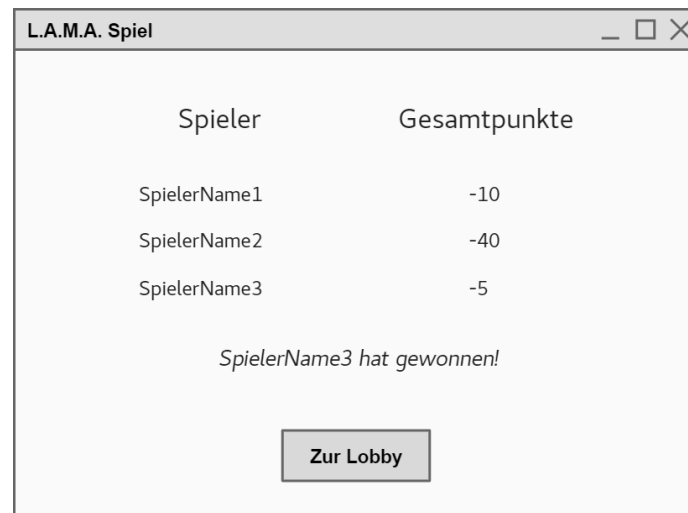 L.A.M.A. Spiel
Spieler Gesamtpunkte
SpielerName1 -10
SpielerName2 -40
SpielerName3 -5
SpielerName3 hat gewonnen!
Zur Lobby